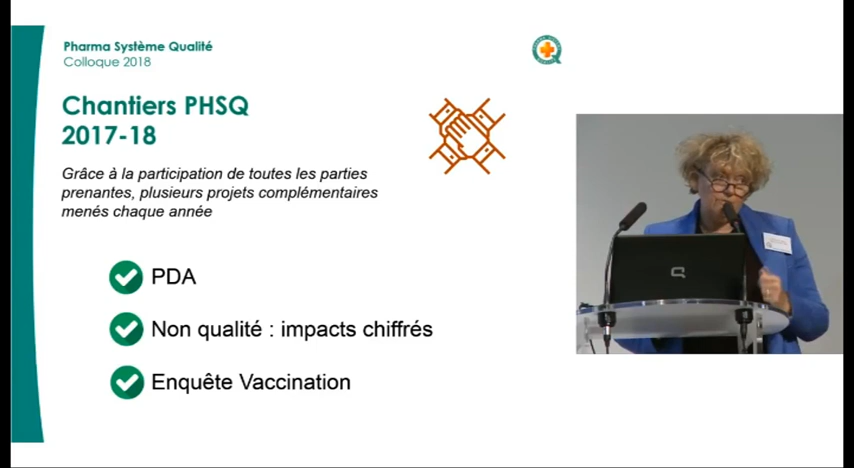 Pharma Système Qualité
Colloque 2018
Chantiers PHSQ
2017-18
Grâce à la participation de toutes les parties
prenantes, plusieurs projets complémentaires
menés chaque année
PDA
Non qualité : impacts chiffrés
Enquête Vaccination